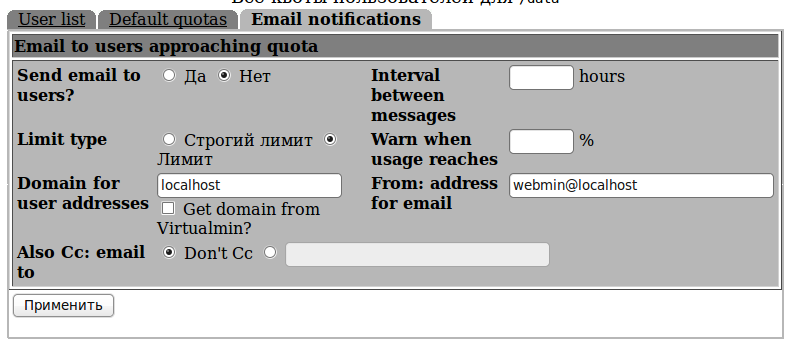 Все квоты пользователей для /data
User list Default quotas Email notifications
Email to users approaching quota
Send email to Да Нет Interval hours
users? between
messages
Limit type Строгий лимит Warn when %
Лимит usage reaches
Domain for localhost From: address webmin@localhost
user addresses for email
Get domain from
Virtualmin?
Also Cc: email Don't Cc
to
Применить